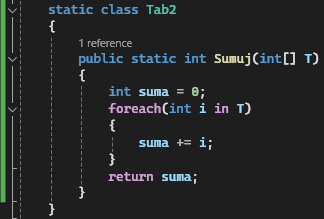 static class Tab2
{
1 reference
public static int Sumuj(int[] T)
{
int suma = 0;
foreach(int i in T)
{
suma += i;
}
return suma;
}
}